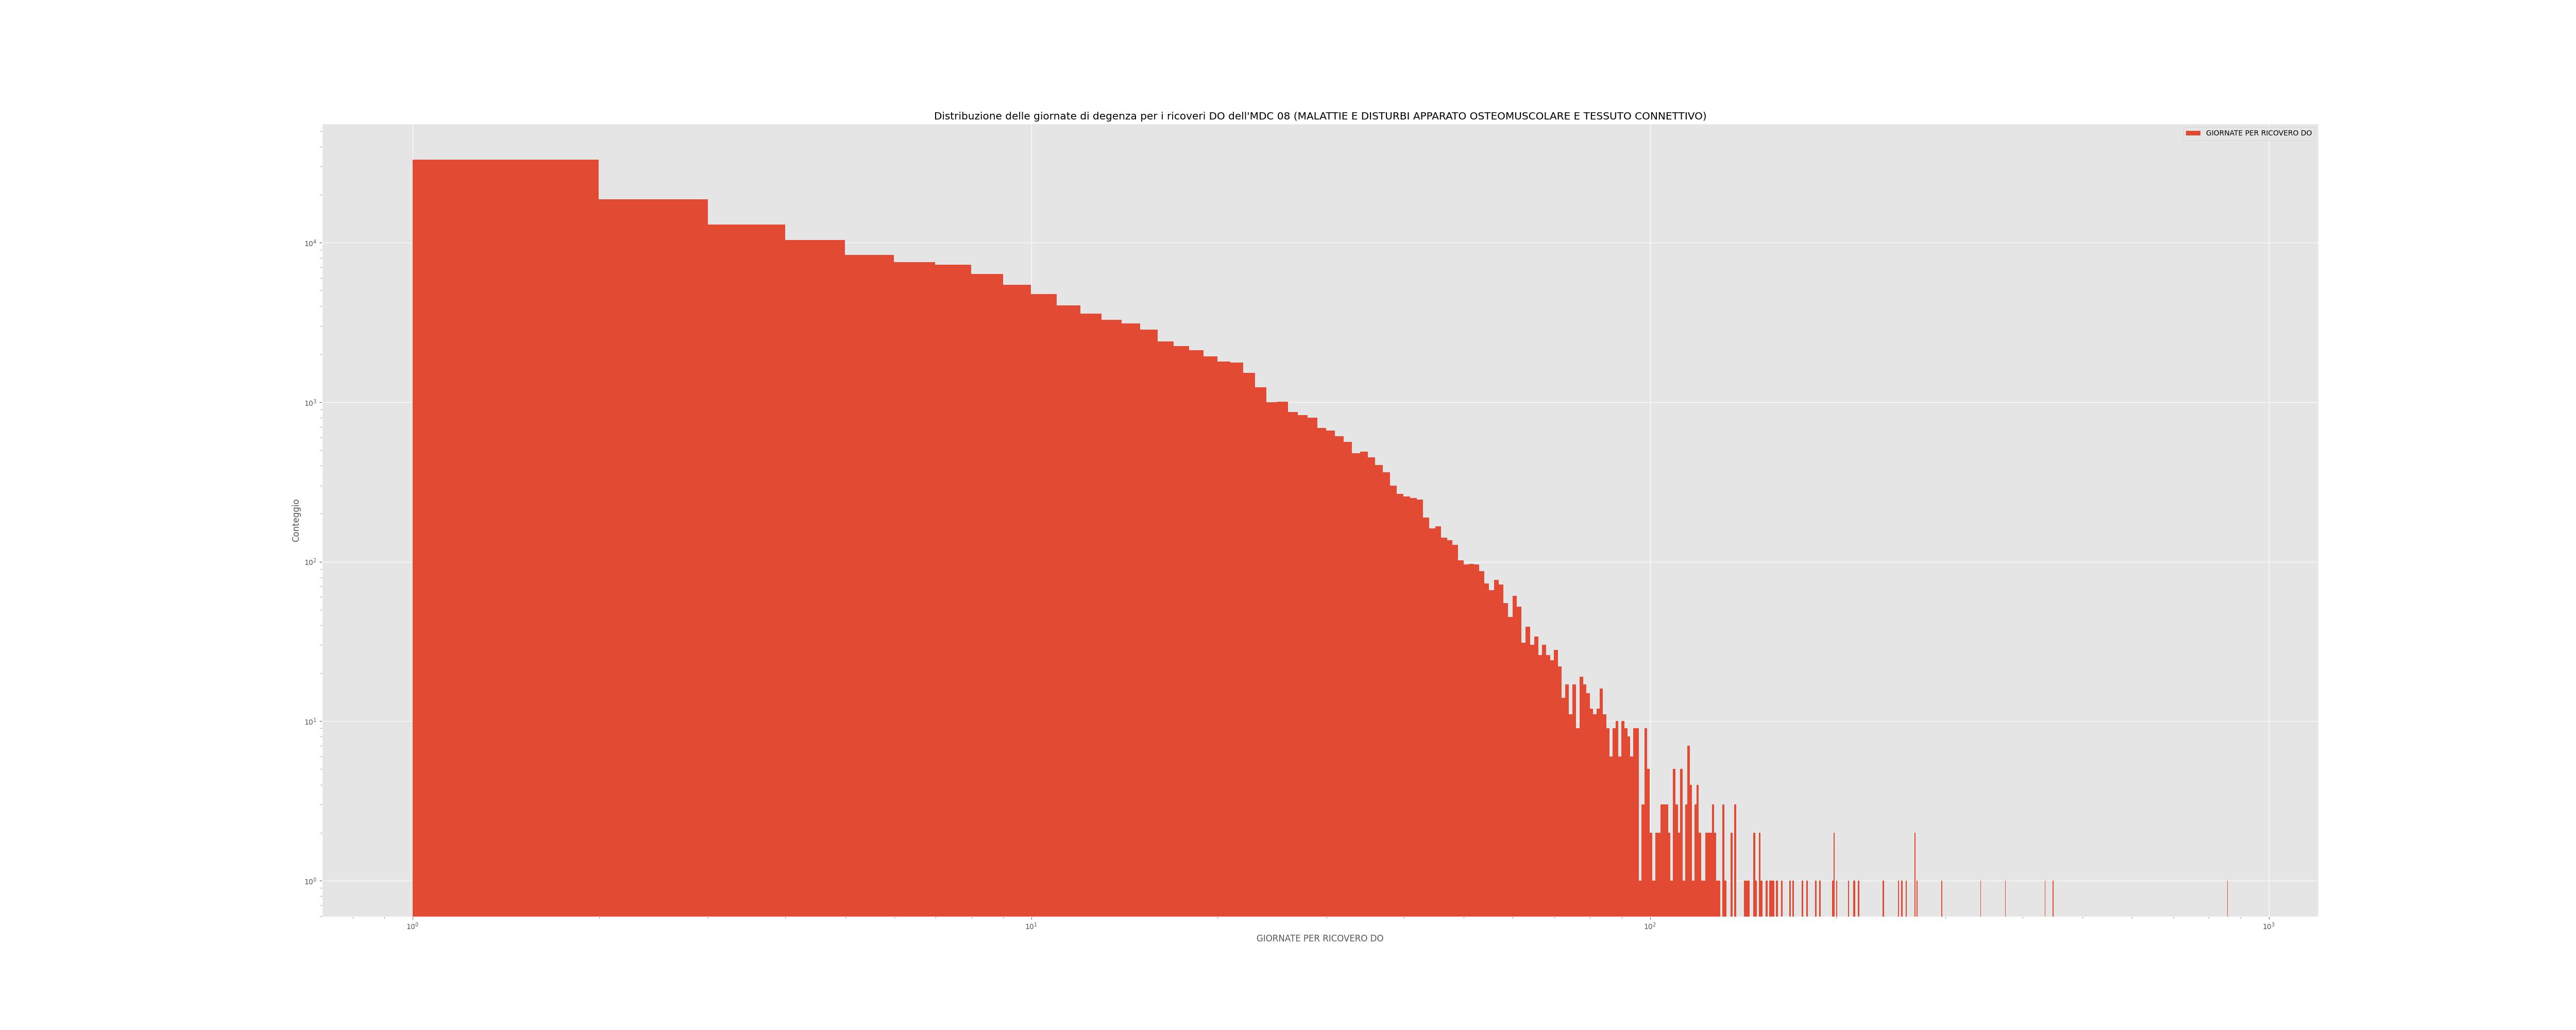 Distribuzione delle giornate di degenza per i ricoveri DO dell'MDC 08 (MALATTIE E DISTURBI APPARATO OSTEOMUSCOLARE E TESSUTO CONNETTIVO)
GIORNATE PER RICOVERO DO
10⁴
10³
Conteggio
10²
10¹
10⁰
10⁰ 10¹ 10² 10³
GIORNATE PER RICOVERO DO